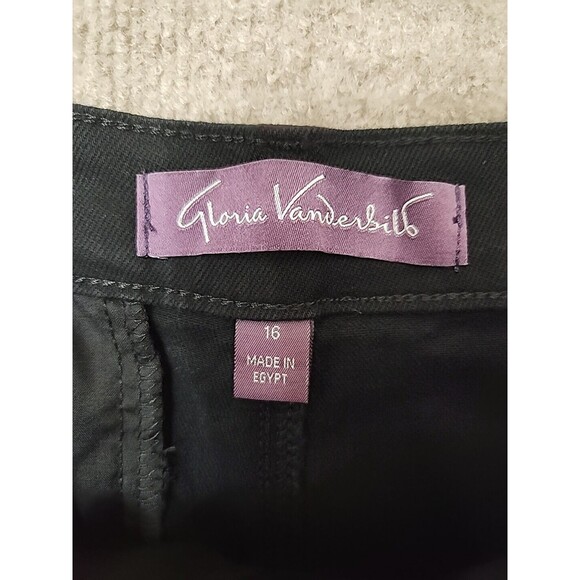 Gloria Vanderbilt
16
MADE IN
EGYPT